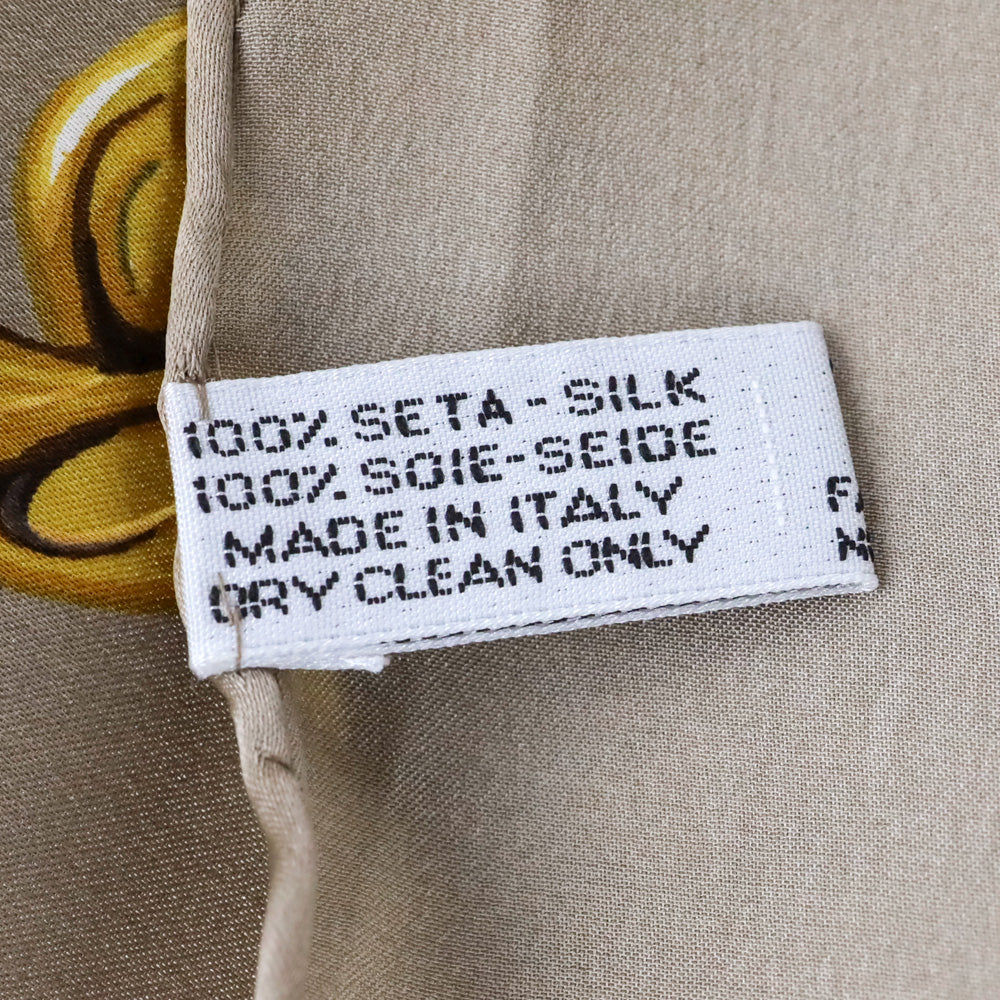 100% SETA - SILK
100% SOIE-SEIDE
MADE IN ITALY
DRY CLEAN ONLY